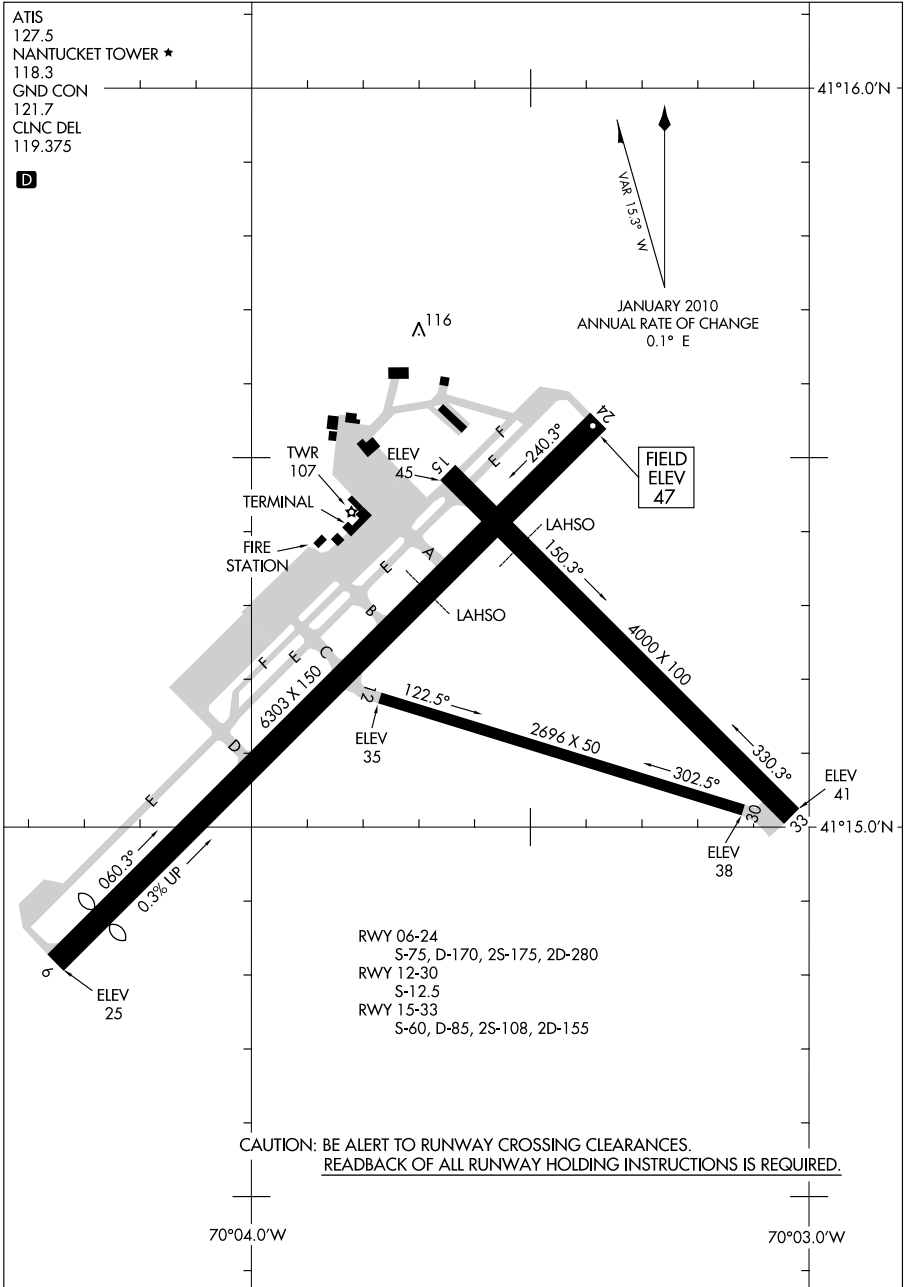 ATIS
127.5
NANTUCKET TOWER ★
118.3
GND CON
121.7
CLNC DEL
119.375
D
41°16.0'N
VAR 15.3° W
JANUARY 2010
ANNUAL RATE OF CHANGE
0.1° E
116
TWR
107
ELEV
45
15
F
E
240.3°
24
FIELD
ELEV
47
TERMINAL
FIRE
STATION
LAHSO
150.3°
A
E
B
LAHSO
C
F
E
4000 X 100
6303 X 150
12
122.5°
2696 X 50
302.5°
330.3°
ELEV
35
D
30
33
ELEV
41
41°15.0'N
ELEV
38
E
060.3°
0.3% UP
6
ELEV
25
RWY 06-24
S-75, D-170, 2S-175, 2D-280
RWY 12-30
S-12.5
RWY 15-33
S-60, D-85, 2S-108, 2D-155
CAUTION: BE ALERT TO RUNWAY CROSSING CLEARANCES.
READBACK OF ALL RUNWAY HOLDING INSTRUCTIONS IS REQUIRED.
70°04.0'W
70°03.0'W